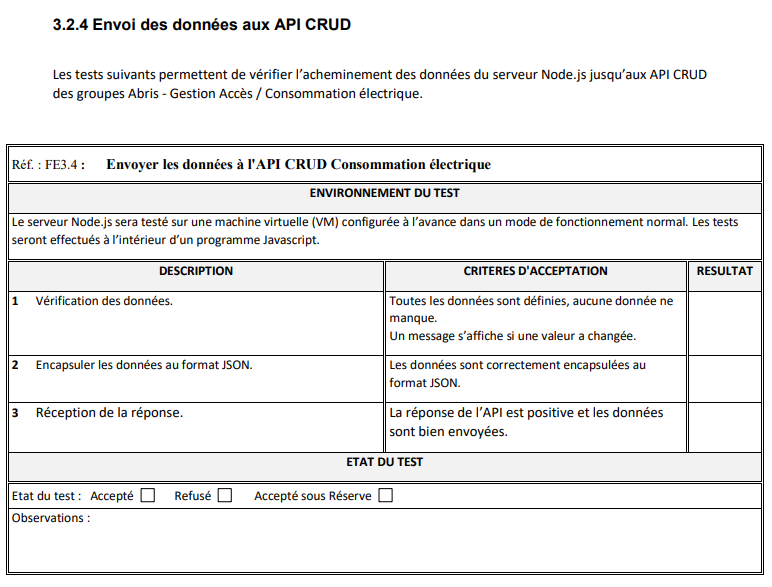 3.2.4 Envoi des données aux API CRUD
Les tests suivants permettent de vérifier l'acheminement des données du serveur Node.js jusqu'aux API CRUD
des groupes Abris - Gestion Accès / Consommation électrique.
Réf. : FE3.4 : Envoyer les données à l'API CRUD Consommation électrique
ENVIRONNEMENT DU TEST
Le serveur Node.js sera testé sur une machine virtuelle (VM) configurée à l'avance dans un mode de fonctionnement normal. Les tests
seront effectués à l'intérieur d'un programme Javascript.
DESCRIPTION CRITERES D'ACCEPTATION RESULTAT
1 Vérification des données. Toutes les données sont définies, aucune donnée ne
manque.
Un message s'affiche si une valeur a changée.
2 Encapsuler les données au format JSON. Les données sont correctement encapsulées au
format JSON.
3 Réception de la réponse. La réponse de l'API est positive et les données
sont bien envoyées.
ETAT DU TEST
Etat du test : Accepté Refusé Accepté sous Réserve
Observations :